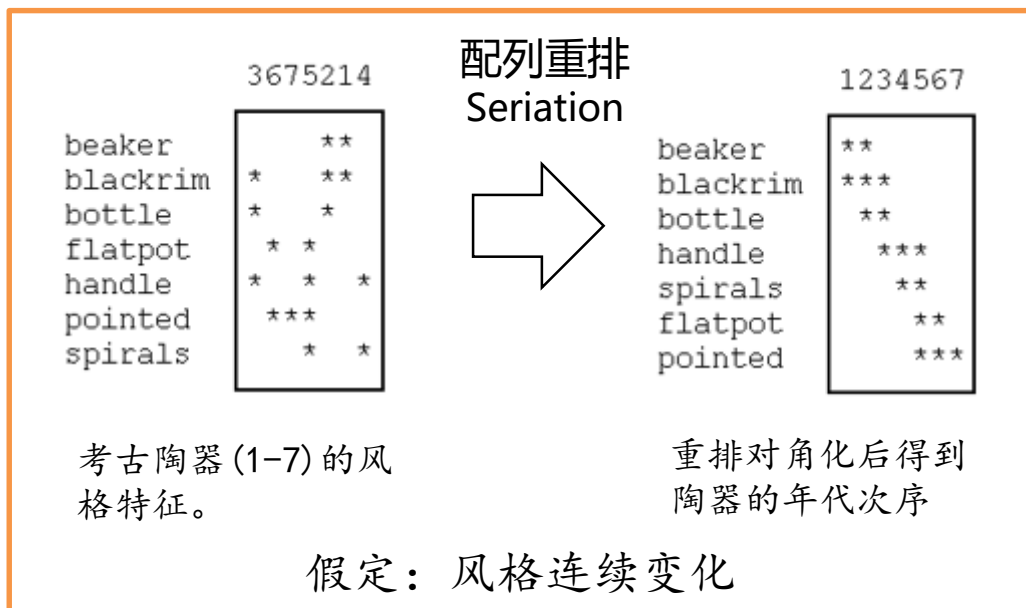 配列重排
Seriation
3675214
beaker **
blackrim * **
bottle * *
flatpot * *
handle * * *
pointed ***
spirals * *
考古陶器(1-7)的风
格特征。
1234567
beaker **
blackrim ***
bottle **
handle ***
spirals **
flatpot **
pointed ***
重排对角化后得到
陶器的年代次序
假定：风格连续变化